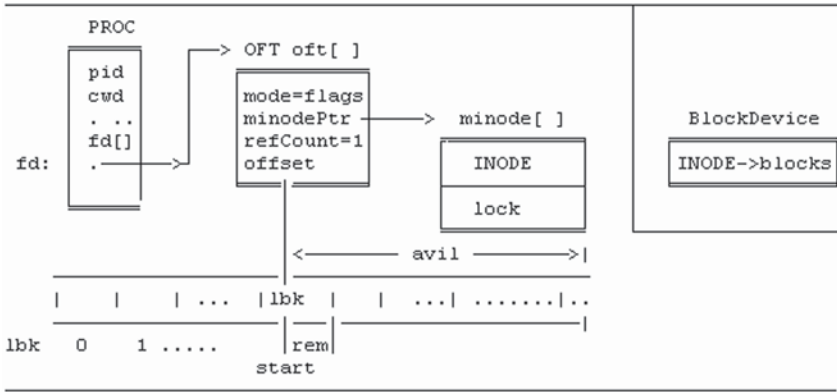 PROC
OFT oft[ ]
pid
cwd
. ..
fd[]
fd: .
mode=flags
minodePtr
refCount=1
offset
minode[ ]
INODE
lock
BlockDevice
INODE->blocks
avil
| | | ... |lbk | | ...| .......|..
lbk 0 1 ..... |rem|
start